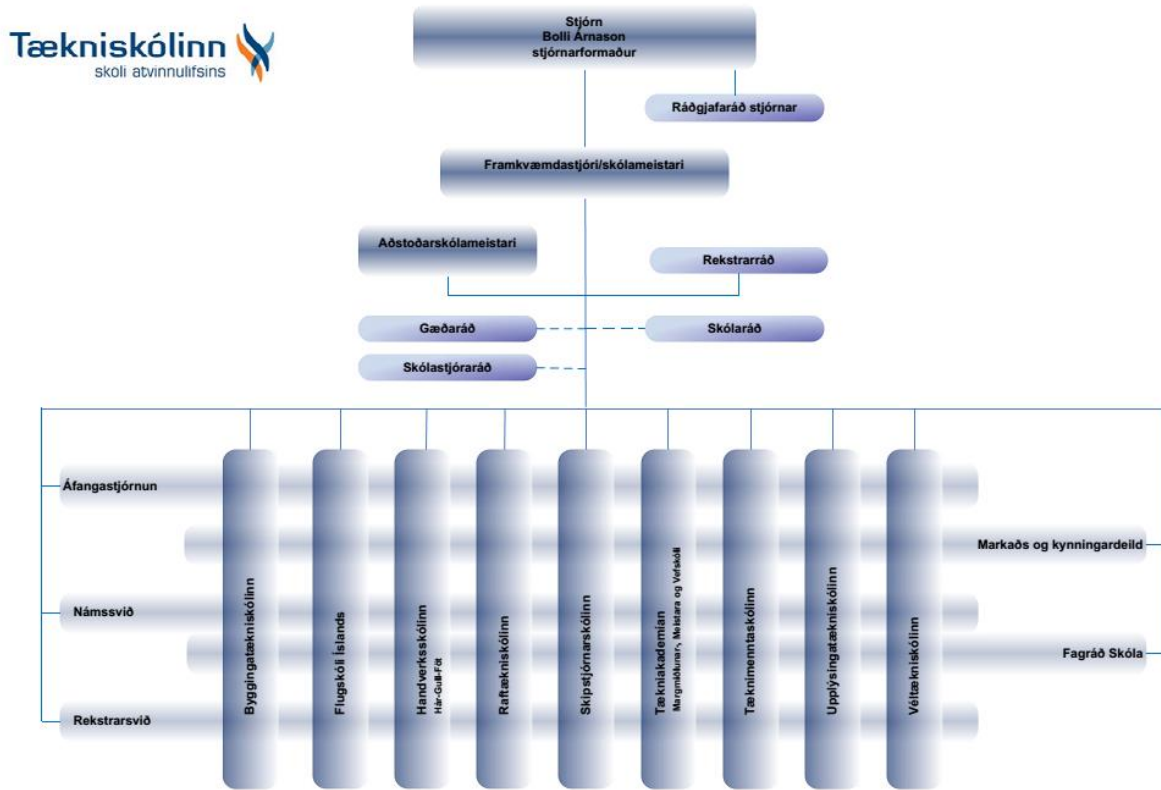 Tækniskólinn
skóli atvinnulífsins
Stjórn
Bolli Árnason
stjórnarformaður
Ráðgjafaráð stjórnar
Framkvæmdastjóri/skólameistari
Aðstoðarskólameistari
Rekstrarráð
Gæðaráð
Skólaráð
Skólastjóraráð
Áfangastjórnun
Markaðs og kynningardeild
Námssvið
Fagráð Skóla
Rekstrarsvið
Byggingatækniskólinn
Flugskóli Íslands
Handverksskólinn
Hár-Gull-Föt
Raftækniskólinn
Skipstjórnarskólinn
Tækniakademían
Margmiðlunar-, Meistara og Vefskóli
Tæknimenntaskólinn
Upplýsingatækniskólinn
Véltækniskólinn